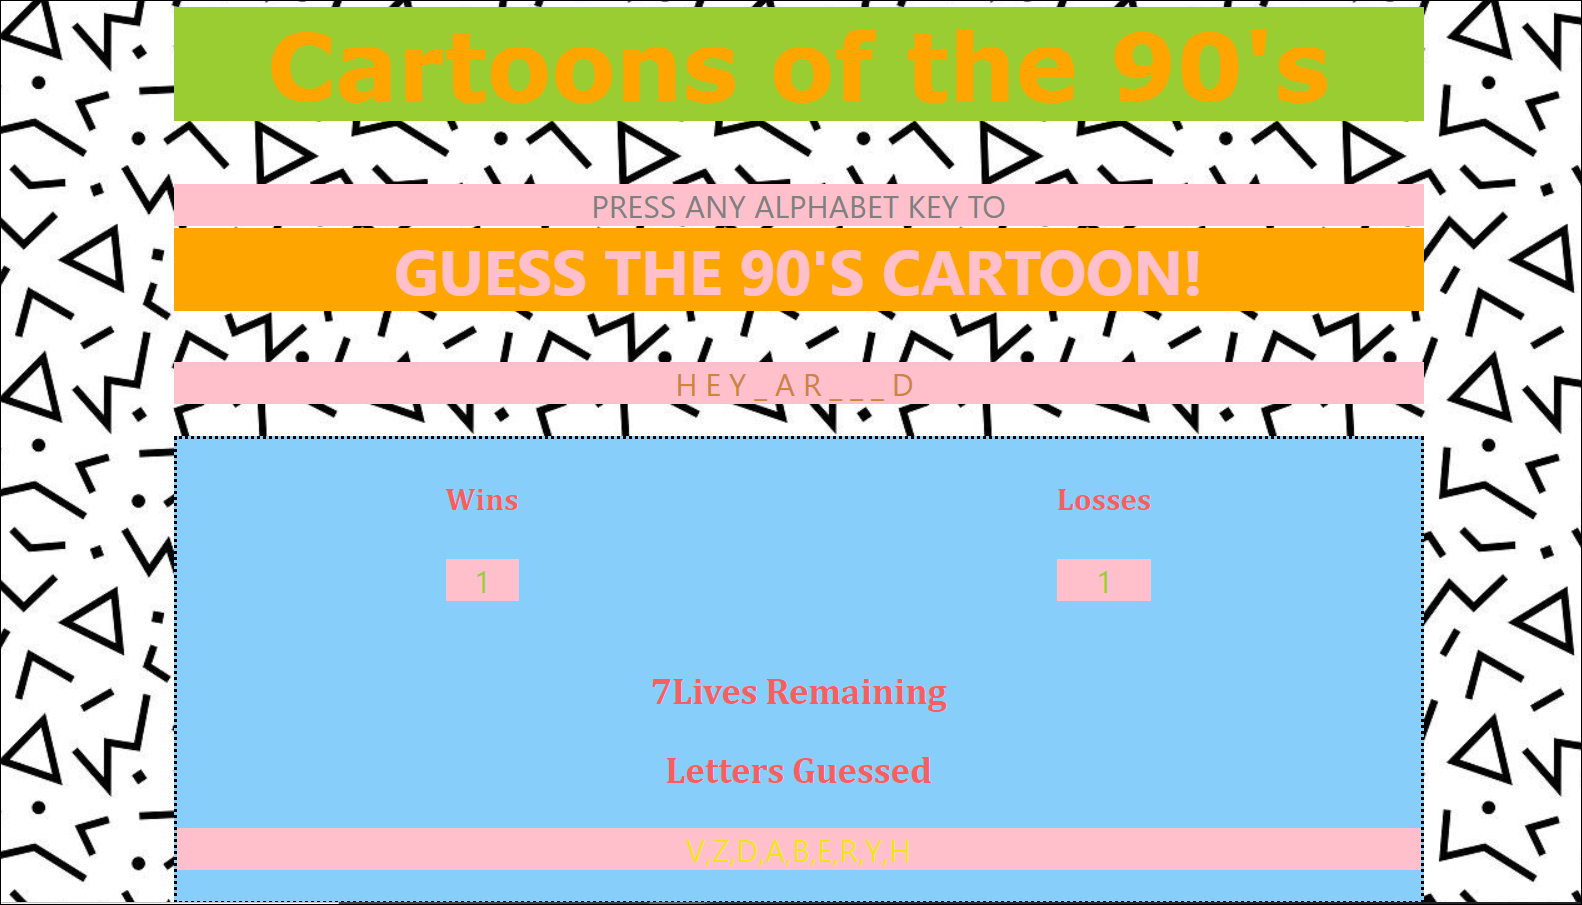 Cartoons of the 90's
PRESS ANY ALPHABET KEY TO
GUESS THE 90'S CARTOON!
H E Y _ A R _ _ _ D
Wins
Losses
1
1
7Lives Remaining
Letters Guessed
V,Z,D,A,B,E,R,Y,H